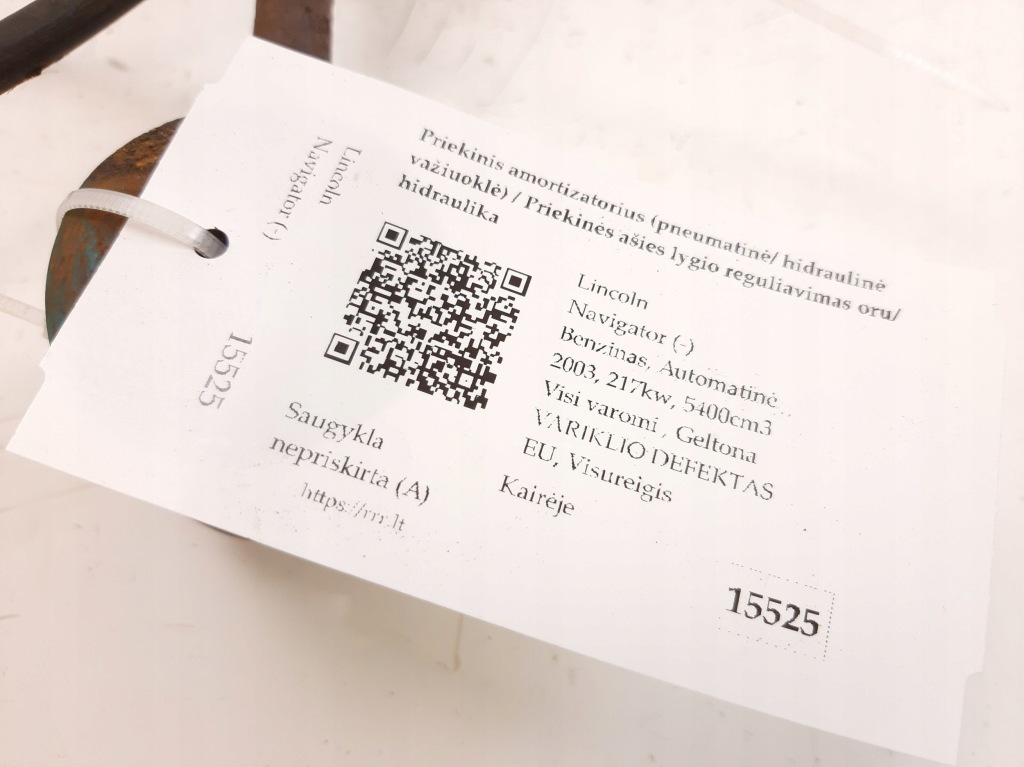 Lincoln
Navigator (-)
15525
Priekinis amortizatorius (pneumatinė/ hidraulinė
važiuoklė) / Priekinės ašies lygio reguliavimas oru/
hidraulika
Lincoln
Navigator (-)
Benzinas, Automatinė..
2003, 217kw, 5400cm3
Visi varomi , Geltona
VARIKLIO DEFEKTAS
EU, Visureigis
Kairėje
Saugykla
nepriskirta (A)
https://rrr.lt
15525